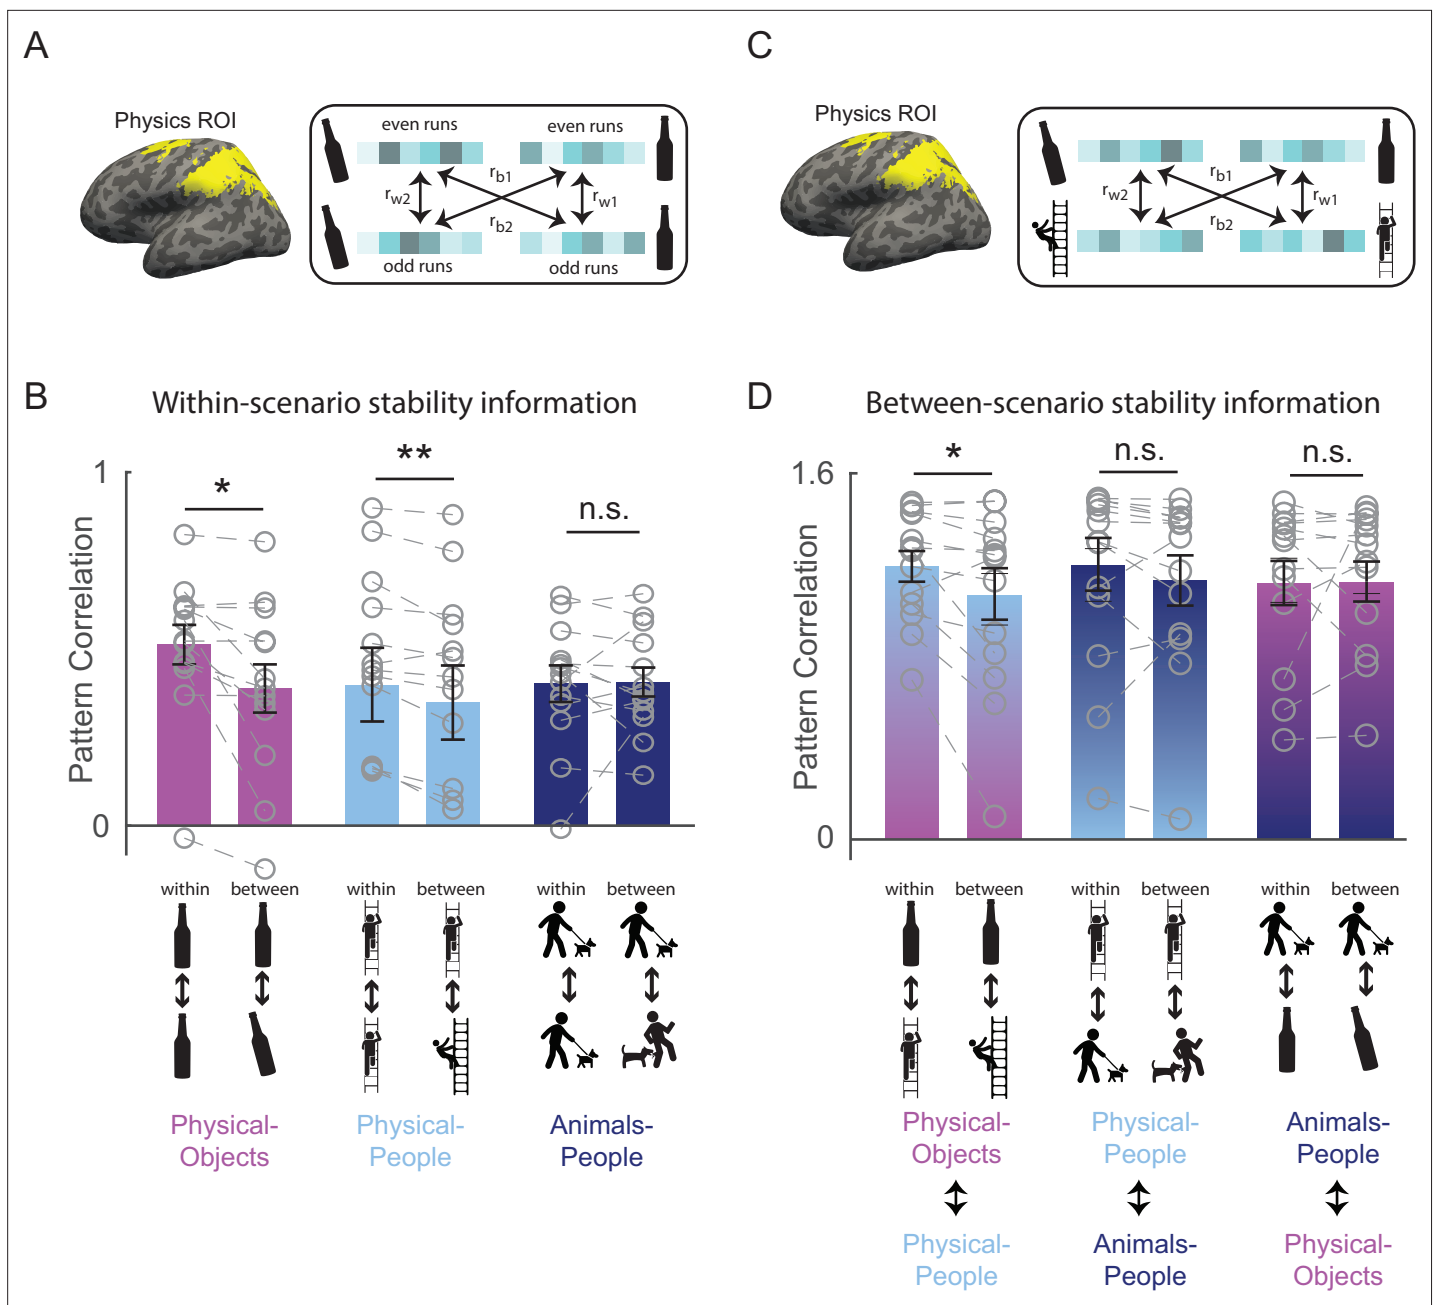 A
Physics ROI
even runs
even runs
r_b1
r_w2
r_w1
r_b2
odd runs
odd runs
C
Physics ROI
r_b1
r_w2
r_w1
r_b2
B
Within-scenario stability information
1
Pattern Correlation
0
*
**
n.s.
within between
within between
within between
Physical-
Objects
Physical-
People
Animals-
People
D
Between-scenario stability information
1.6
Pattern Correlation
0
*
n.s.
n.s.
within between
within between
within between
Physical-
Objects
Physical-
People
Physical-
People
Animals-
People
Animals-
People
Physical-
Objects